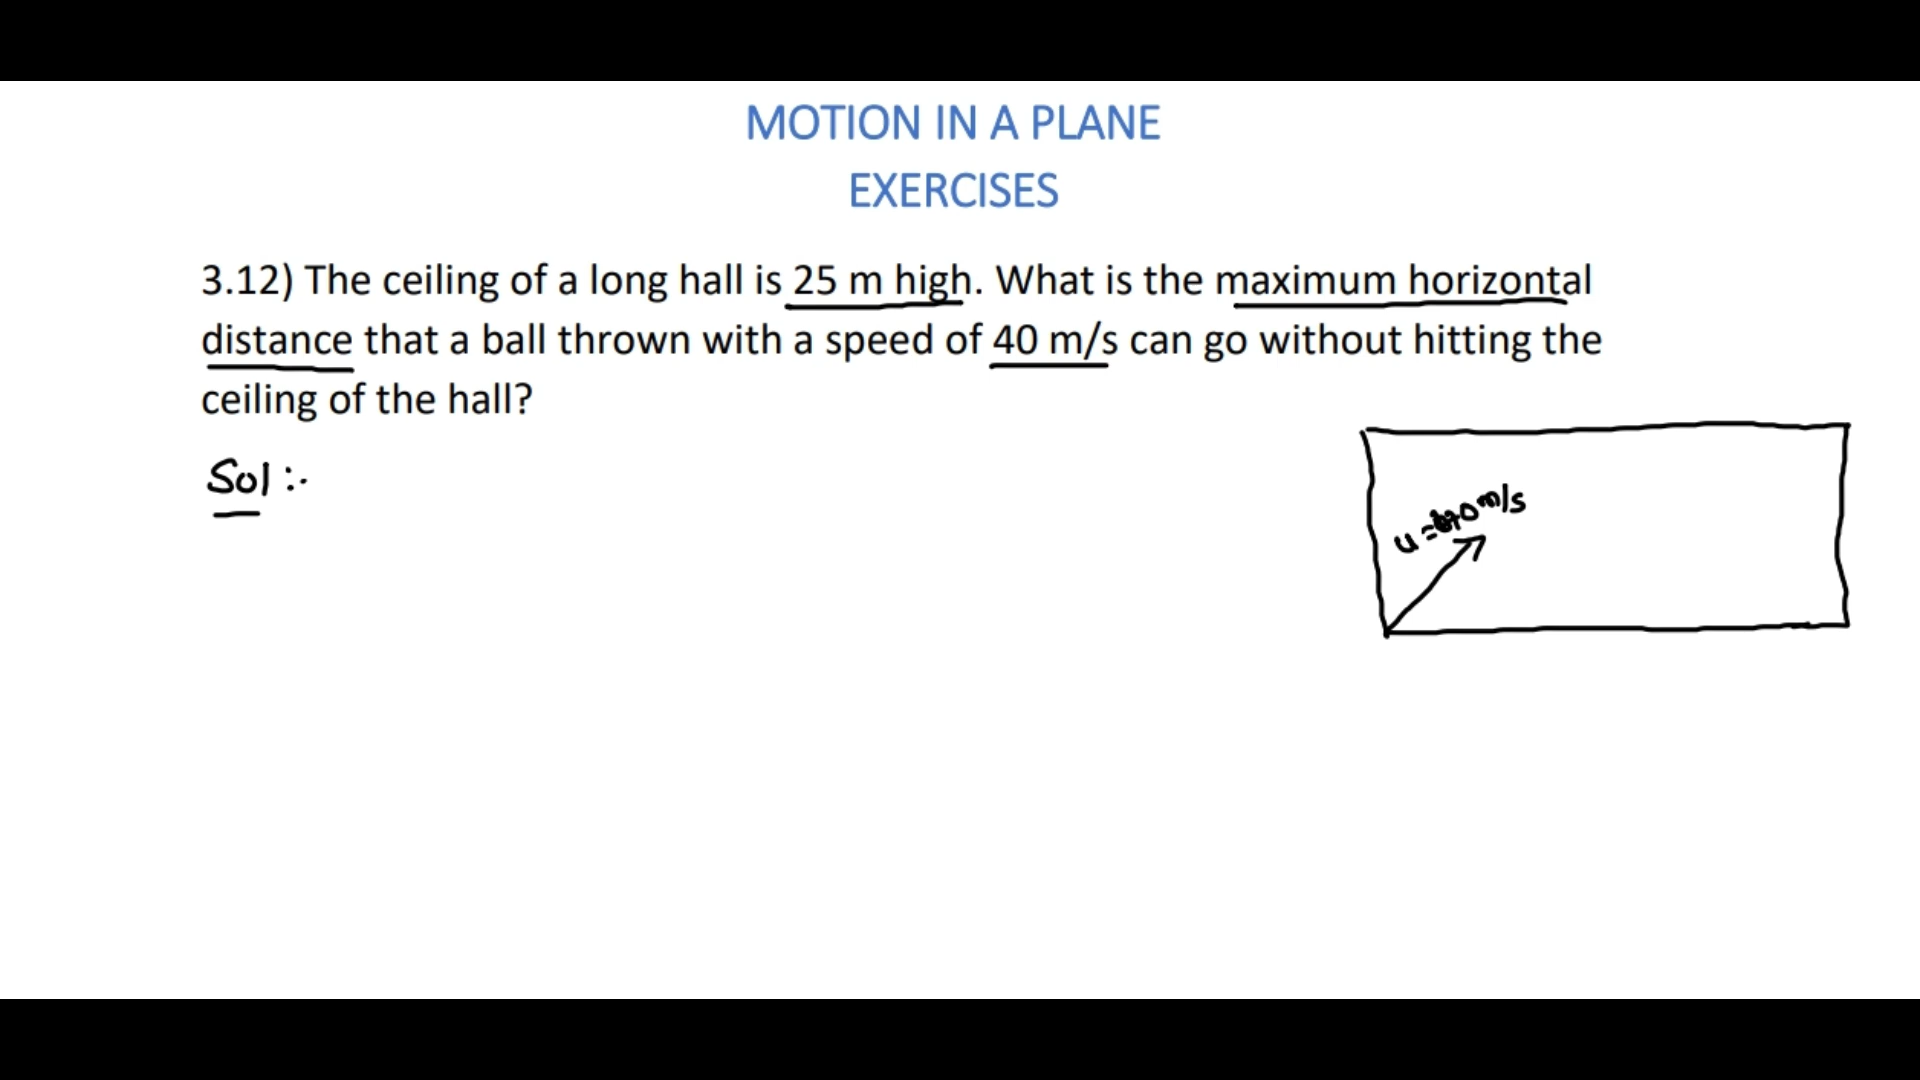 MOTION IN A PLANE
EXERCISES
3.12) The ceiling of a long hall is 25 m high. What is the maximum horizontal
distance that a ball thrown with a speed of 40 m/s can go without hitting the
ceiling of the hall?
Sol :-
u = 40 m/s